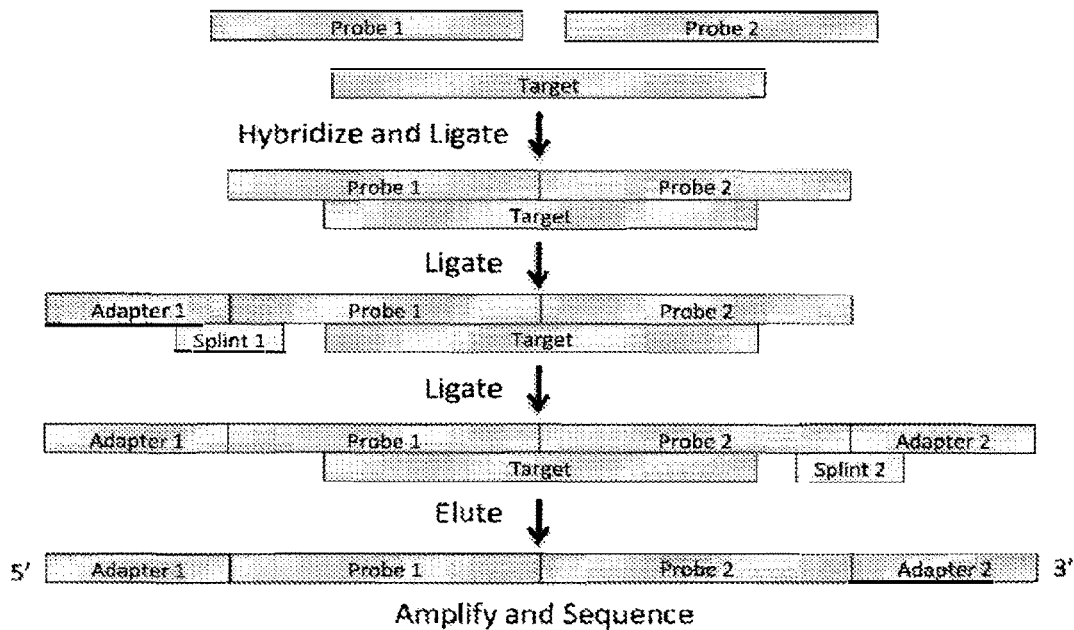 Probe 1 Probe 2
Target
Hybridize and Ligate
Probe 1 Probe 2
Target
Ligate
Adapter 1 Probe 1 Probe 2
Splint 1 Target
Ligate
Adapter 1 Probe 1 Probe 2 Adapter 2
Target Splint 2
Elute
5' Adapter 1 Probe 1 Probe 2 Adapter 2 3'
Amplify and Sequence